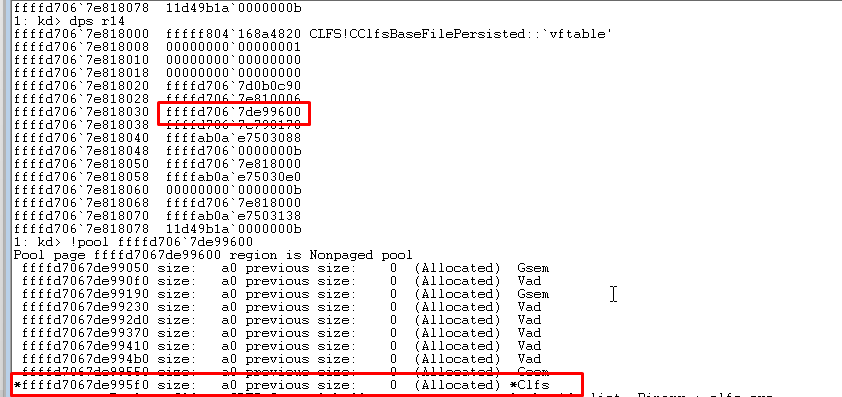 ffffd706`7e818078  11d49b1a`0000000b
1: kd> dps r14
ffffd706`7e818000  fffff804`168a4820 CLFS!CClfsBaseFilePersisted::`vftable'
ffffd706`7e818008  00000000`00000001
ffffd706`7e818010  00000000`00000000
ffffd706`7e818018  00000000`00000000
ffffd706`7e818020  ffffd706`7d0b0c90
ffffd706`7e818028  ffffd706`7e810006
ffffd706`7e818030  ffffd706`7de99600
ffffd706`7e818038
ffffd706`7e818040  ffffab0a`e7503088
ffffd706`7e818048  ffffd706`0000000b
ffffd706`7e818050  ffffd706`7e818000
ffffd706`7e818058  ffffab0a`e75030e0
ffffd706`7e818060  00000000`0000000b
ffffd706`7e818068  ffffd706`7e818000
ffffd706`7e818070  ffffab0a`e7503138
ffffd706`7e818078  11d49b1a`0000000b
1: kd> !pool ffffd706`7de99600
Pool page ffffd7067de99600 region is Nonpaged pool
ffffd7067de99050 size:   a0 previous size:    0  (Allocated)  Gsem
ffffd7067de990f0 size:   a0 previous size:    0  (Allocated)  Vad
ffffd7067de99190 size:   a0 previous size:    0  (Allocated)  Gsem
ffffd7067de99230 size:   a0 previous size:    0  (Allocated)  Vad
ffffd7067de992d0 size:   a0 previous size:    0  (Allocated)  Vad
ffffd7067de99370 size:   a0 previous size:    0  (Allocated)  Vad
ffffd7067de99410 size:   a0 previous size:    0  (Allocated)  Vad
ffffd7067de994b0 size:   a0 previous size:    0  (Allocated)  Vad
ffffd7067de99550 size:   a0 previous size:    0  (Allocated)  Gsem
*ffffd7067de995f0 size:   a0 previous size:    0  (Allocated) *Clfs